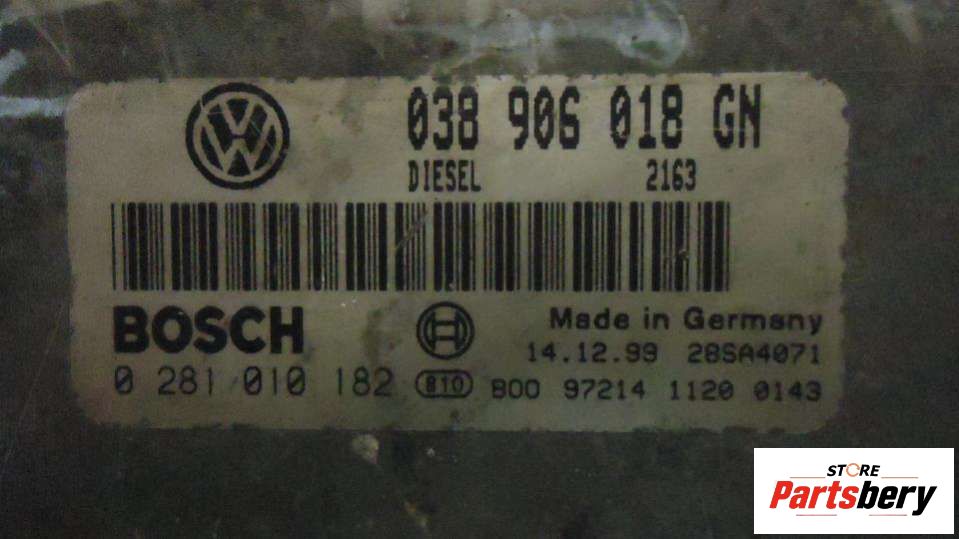 038 906 018 GN
DIESEL 2163
BOSCH
Made in Germany
14.12.99 28SA4071
0 281 010 182 810 B00 97214 1120 0143
STORE
Partsbery